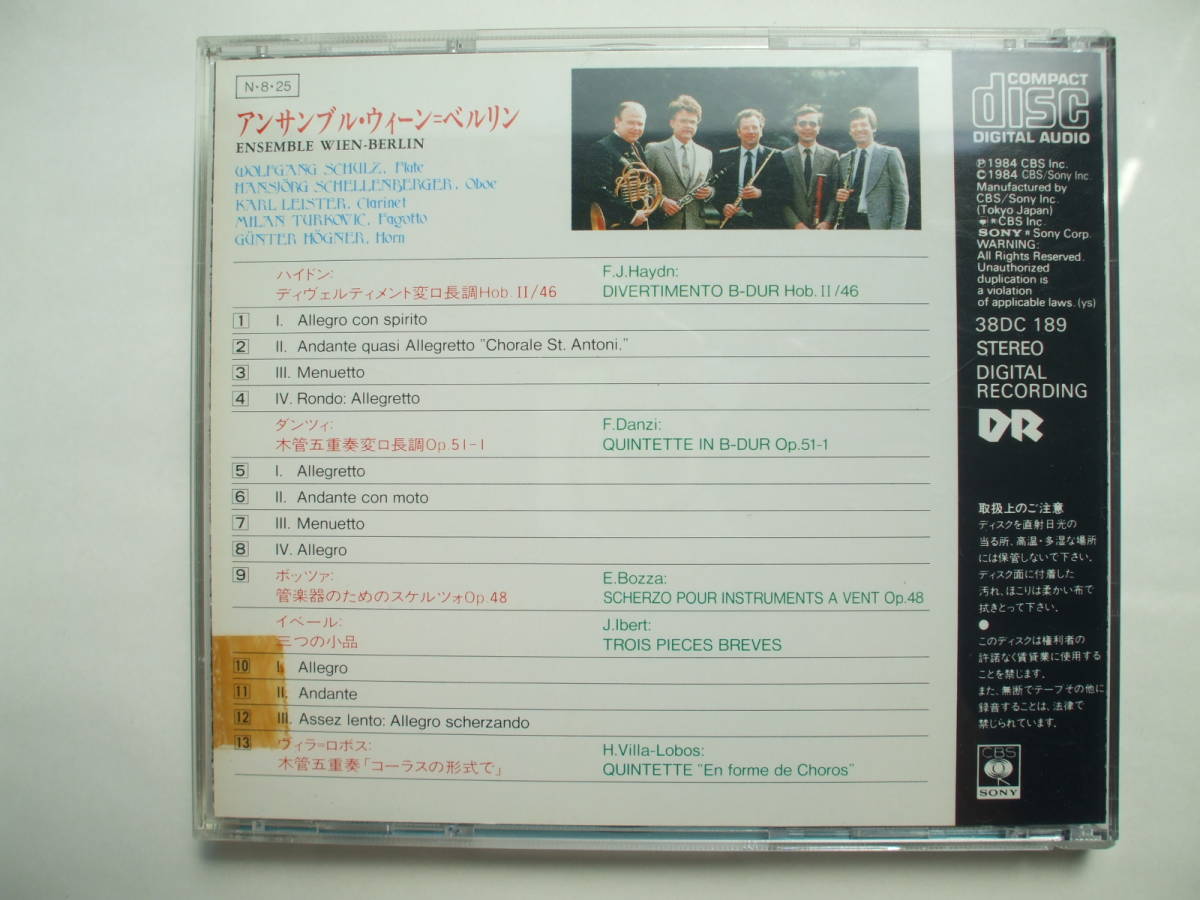 N・8・25
アンサンブル・ウィーン=ベルリン
ENSEMBLE WIEN-BERLIN
WOLFGANG SCHULZ, Flute
HANSJÖRG SCHELLENBERGER, Oboe
KARL LEISTER, Clarinet
MILAN TURKOVIC, Fagotto
GÜNTER HÖGNER, Horn
ハイドン: F.J.Haydn:
ディヴェルティメント変ロ長調Hob. II/46 DIVERTIMENTO B-DUR Hob. II/46
1 I. Allegro con spirito
2 II. Andante quasi Allegretto "Chorale St. Antoni."
3 III. Menuetto
4 IV. Rondo: Allegretto
ダンツィ: F.Danzi:
木管五重奏変ロ長調Op.51-1 QUINTETTE IN B-DUR Op.51-1
5 I. Allegretto
6 II. Andante con moto
7 III. Menuetto
8 IV. Allegro
9 ボッツァ: E.Bozza:
管楽器のためのスケルツォOp.48 SCHERZO POUR INSTRUMENTS A VENT Op.48
イベール: J.Ibert:
三つの小品 TROIS PIECES BREVES
10 I. Allegro
11 II. Andante
12 III. Assez lento: Allegro scherzando
13 ヴィラ=ロボス: H.Villa-Lobos:
木管五重奏「コーラスの形式で」 QUINTETTE "En forme de Choros"
COMPACT
disc
DIGITAL AUDIO
℗1984 CBS Inc.
©1984 CBS/Sony Inc.
Manufactured by
CBS/Sony Inc.
(Tokyo Japan)
®CBS Inc.
SONY ® Sony Corp.
WARNING:
All Rights Reserved.
Unauthorized
duplication is
a violation
of applicable laws. (ys)
38DC 189
STEREO
DIGITAL
RECORDING
DR
取扱上のご注意
ディスクを直射日光の
当る所、高温・多湿な場所
には保管しないで下さい。
ディスク面に付着した
汚れ、ほこりは柔かい布で
拭きとって下さい。
●
このディスクは権利者の
許諾なく賃貸業に使用する
ことを禁じます。
また、無断でテープその他に
録音することは、法律で
禁じられています。
CBS
SONY